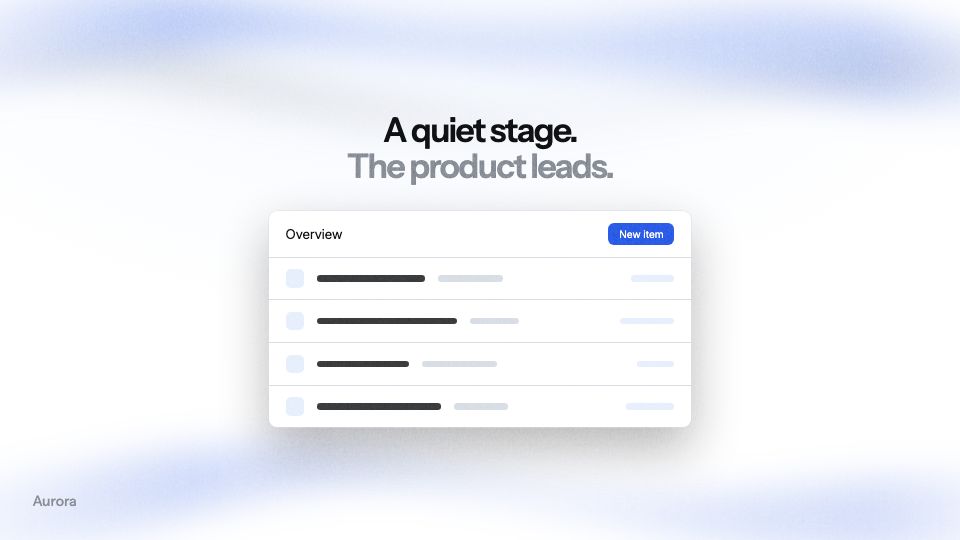 A quiet stage.
The product leads.
Overview
New item
Aurora